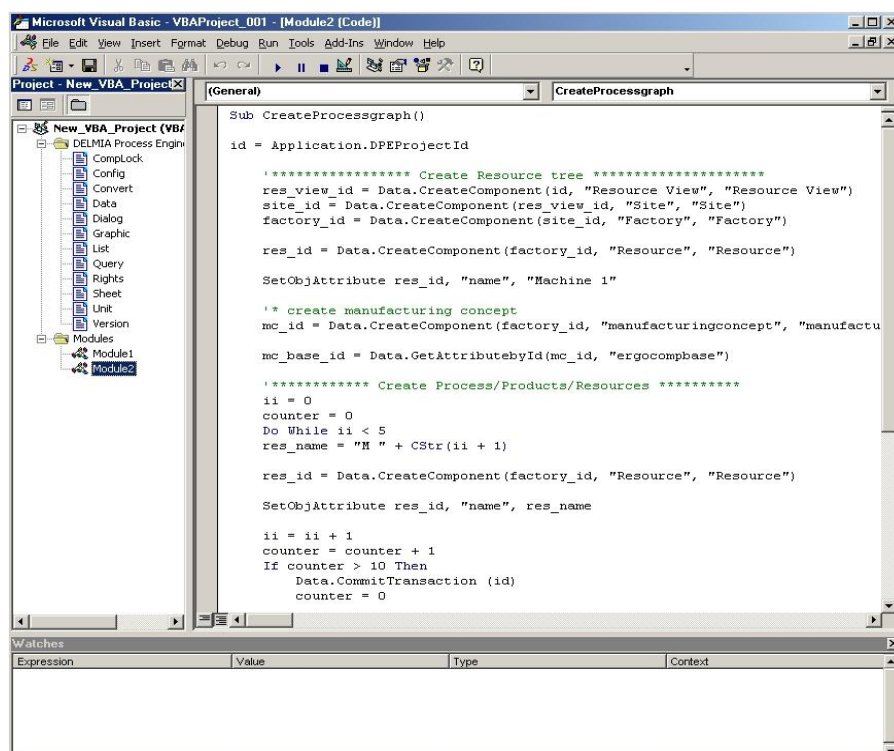 Microsoft Visual Basic - VBAProject_001 - [Module2 (Code)]
File Edit View Insert Format Debug Run Tools Add-Ins Window Help
Project - New_VBA_Project
New_VBA_Project (VBA
DELMIA Process Engin
CompLock
Config
Convert
Data
Dialog
Graphic
List
Query
Rights
Sheet
Unit
Version
Modules
Module1
Module2
(General)
CreateProcessgraph
Sub CreateProcessgraph()
id = Application.DPEProjectId
'***************** Create Resource tree *********************
res_view_id = Data.CreateComponent(id, "Resource View", "Resource View")
site_id = Data.CreateComponent(res_view_id, "Site", "Site")
factory_id = Data.CreateComponent(site_id, "Factory", "Factory")
res_id = Data.CreateComponent(factory_id, "Resource", "Resource")
SetObjAttribute res_id, "name", "Machine 1"
'* create manufacturing concept
mc_id = Data.CreateComponent(factory_id, "manufacturingconcept", "manufactu
mc_base_id = Data.GetAttributebyId(mc_id, "ergocompbase")
'************ Create Process/Products/Resources **********
ii = 0
counter = 0
Do While ii < 5
res_name = "M " + CStr(ii + 1)
res_id = Data.CreateComponent(factory_id, "Resource", "Resource")
SetObjAttribute res_id, "name", res_name
ii = ii + 1
counter = counter + 1
If counter > 10 Then
Data.CommitTransaction (id)
counter = 0
Watches
Expression Value Type Context